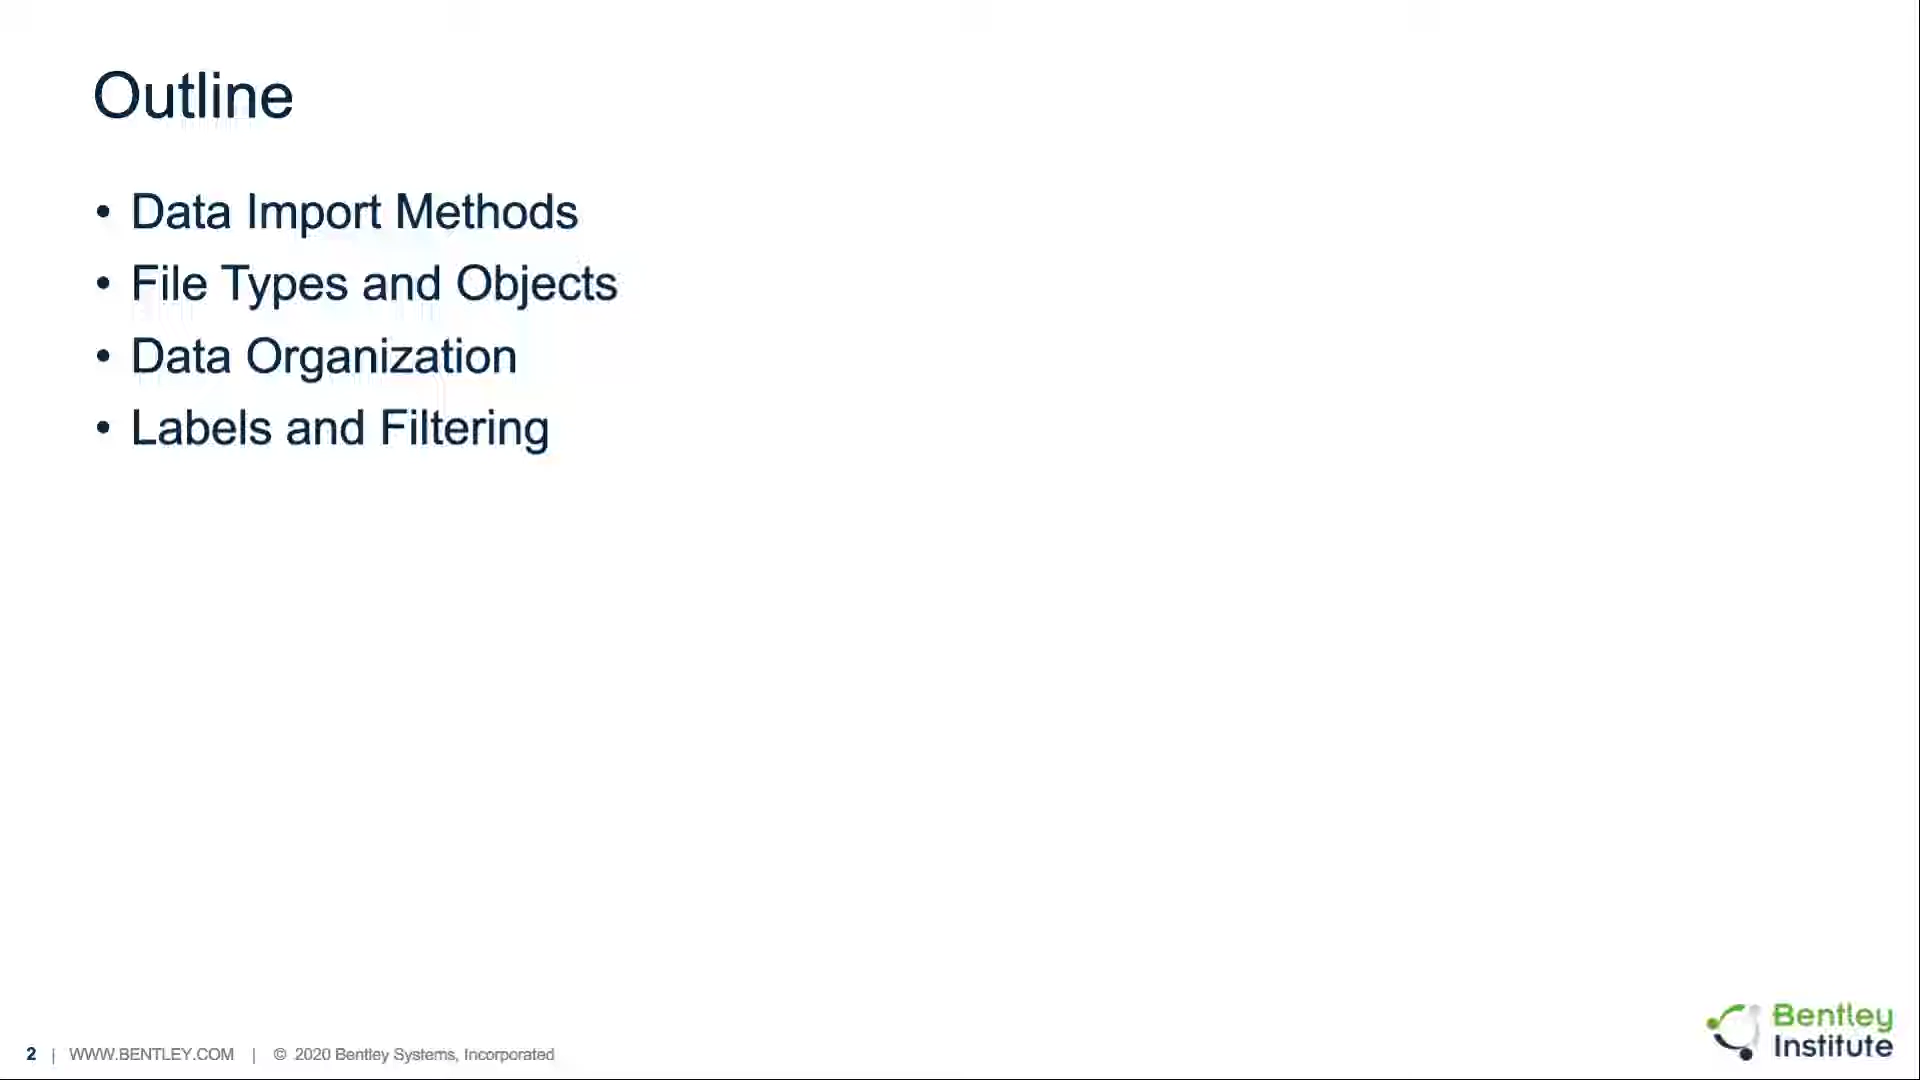 Outline
• Data Import Methods
• File Types and Objects
• Data Organization
• Labels and Filtering
2 | WWW.BENTLEY.COM | © 2020 Bentley Systems, Incorporated
Bentley
Institute